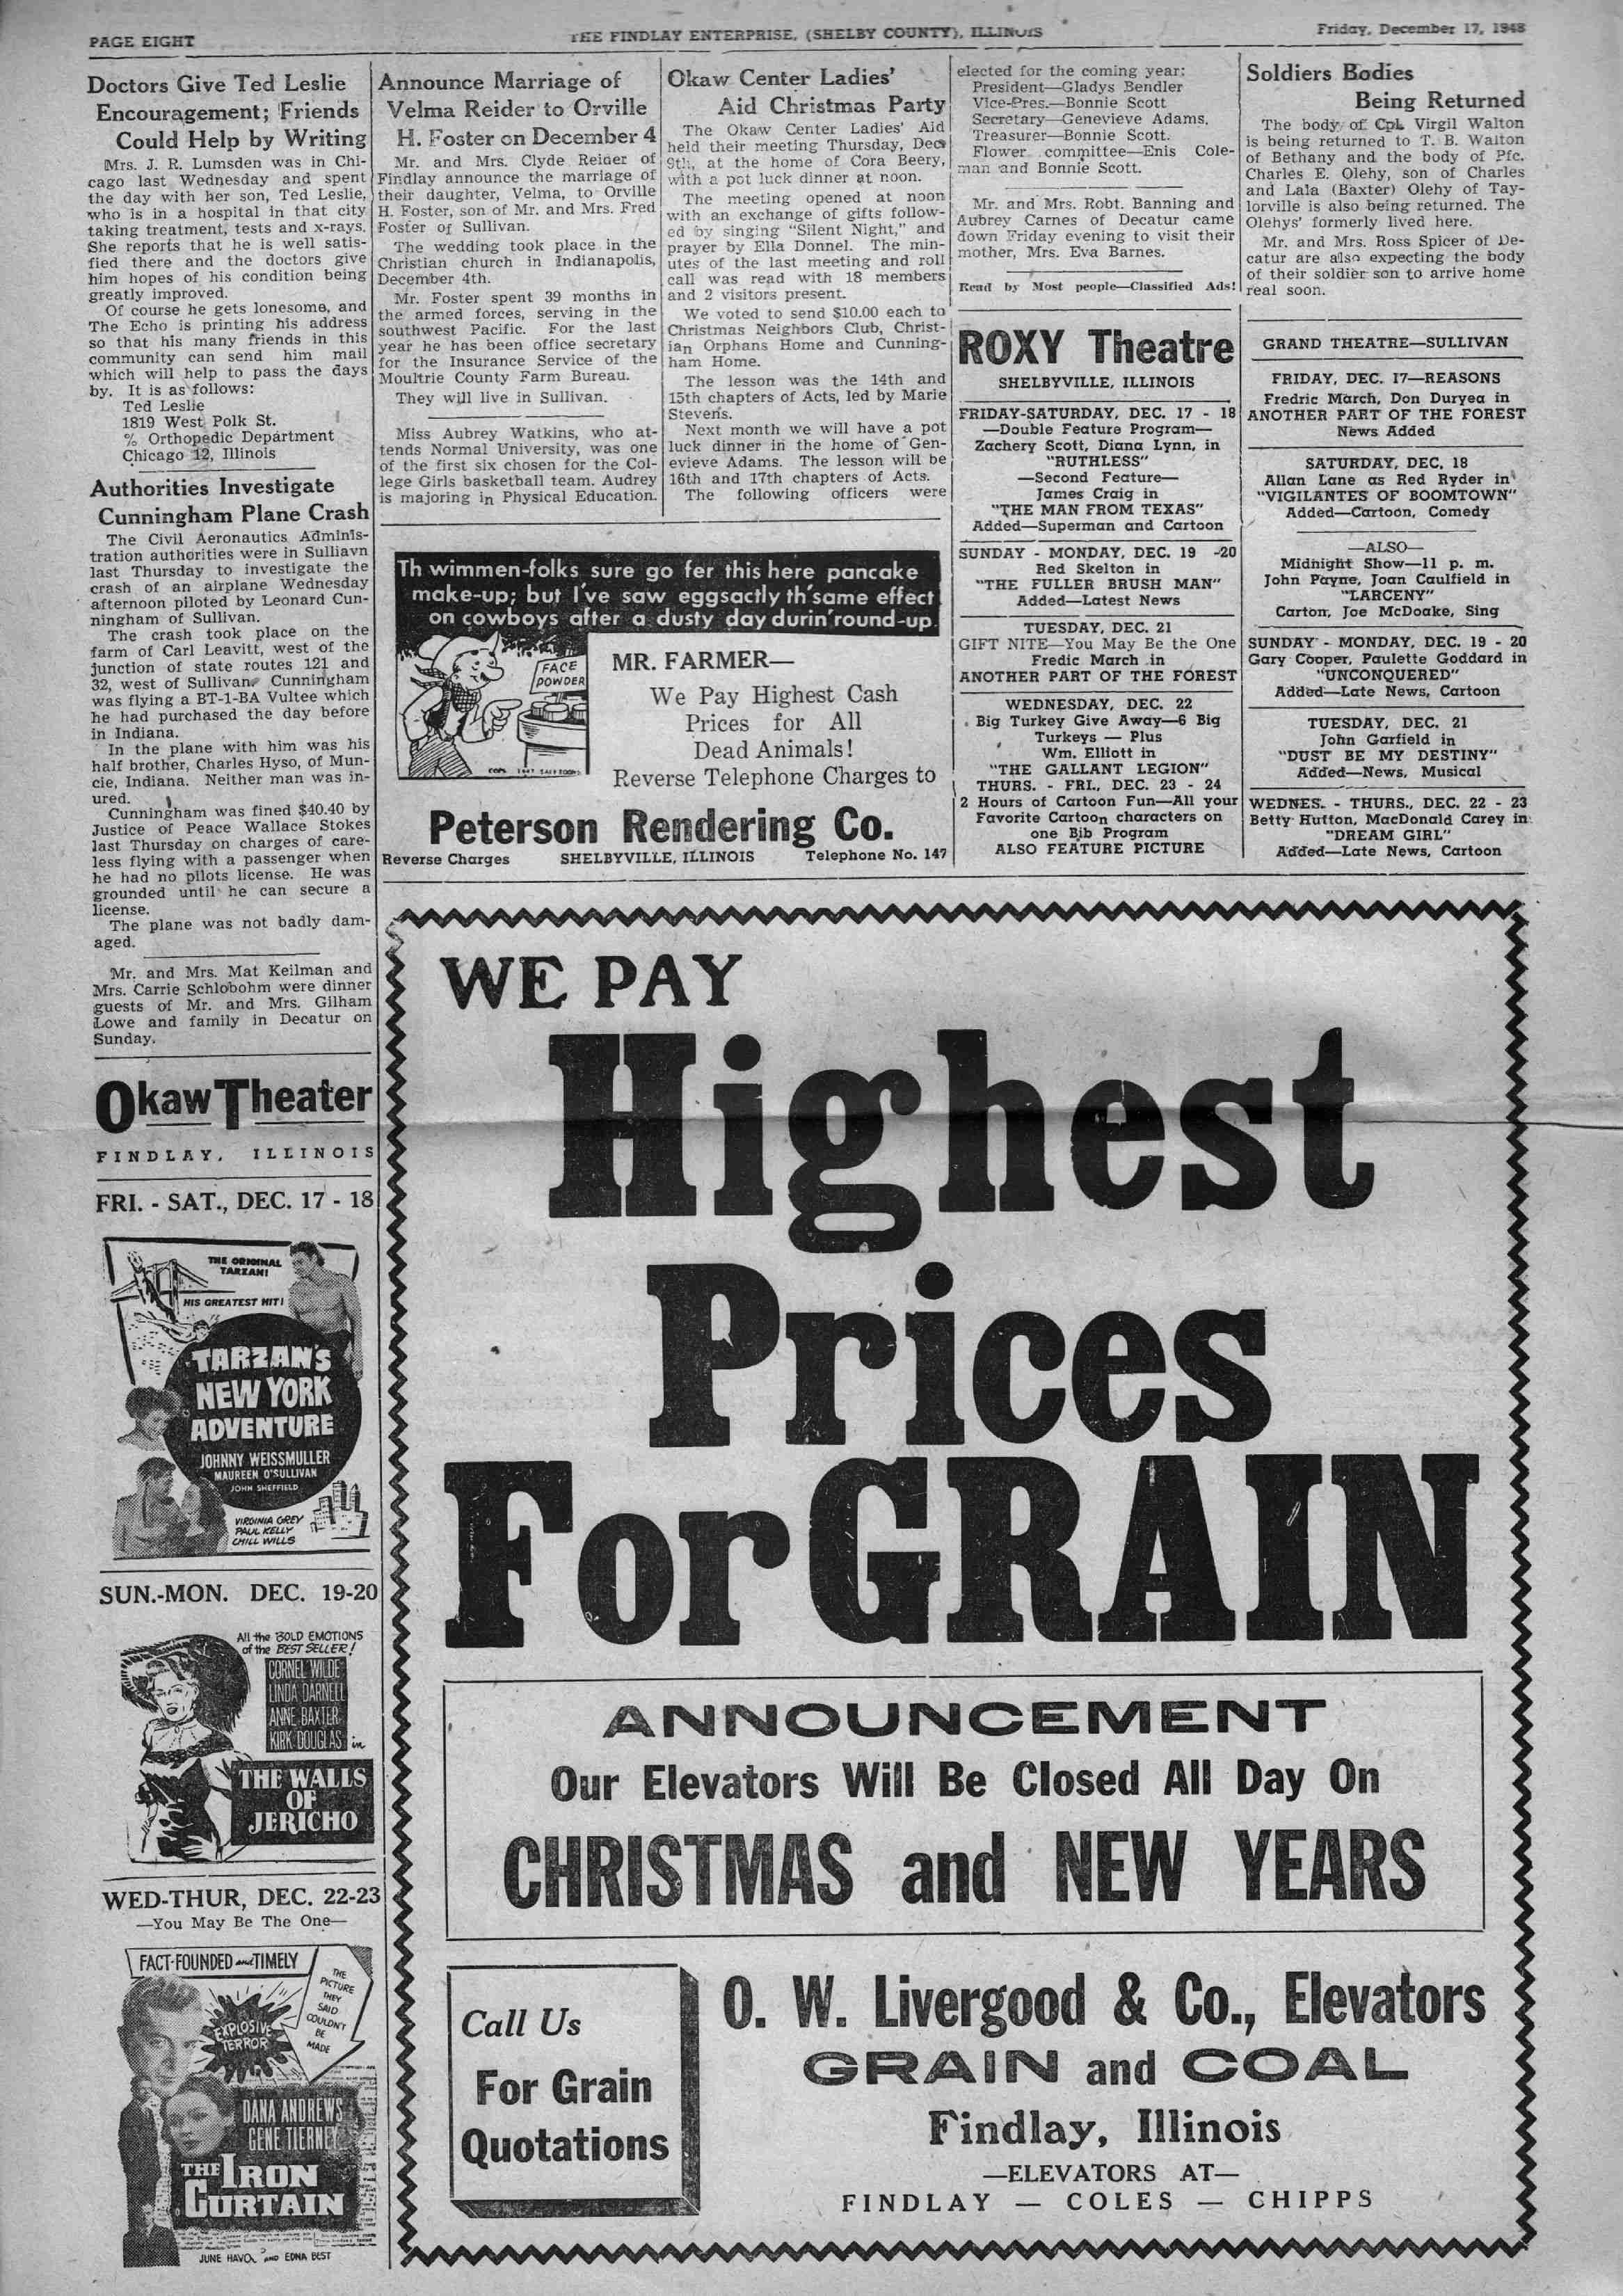 PAGE EIGHT
THE FINDLAY ENTERPRISE, (SHELBY COUNTY), ILLINOIS
Friday, December 17, 1948
Doctors Give Ted Leslie
Encouragement; Friends
Could Help by Writing
Mrs. J. R. Lumsden was in Chi-
cago last Wednesday and spent
the day with her son, Ted Leslie,
who is in a hospital in that city
taking treatment, tests and x-rays.
She reports that he is well satis-
fied there and the doctors give
him hopes of his condition being
greatly improved.
Of course he gets lonesome, and
The Echo is printing his address
so that his many friends in this
community can send him mail
which will help to pass the days
by. It is as follows:
Ted Leslie
1819 West Polk St.
% Orthopedic Department
Chicago 12, Illinois
Authorities Investigate
Cunningham Plane Crash
The Civil Aeronautics Adminis-
tration authorities were in Sulliavn
last Thursday to investigate the
crash of an airplane Wednesday
afternoon piloted by Leonard Cun-
ningham of Sullivan.
The crash took place on the
farm of Carl Leavitt, west of the
junction of state routes 121 and
32, west of Sullivan. Cunningham
was flying a BT-1-BA Vultee which
he had purchased the day before
in Indiana.
In the plane with him was his
half brother, Charles Hyso, of Mun-
cie, Indiana. Neither man was in-
ured.
Cunningham was fined $40.40 by
Justice of Peace Wallace Stokes
last Thursday on charges of care-
less flying with a passenger when
he had no pilots license. He was
grounded until he can secure a
license.
The plane was not badly dam-
aged.
Mr. and Mrs. Mat Keilman and
Mrs. Carrie Schlobohm were dinner
guests of Mr. and Mrs. Gilham
Lowe and family in Decatur on
Sunday.
Okaw Theater
FINDLAY, ILLINOIS
FRI. - SAT., DEC. 17 - 18
THE ORIGINAL
TARZAN!
HIS GREATEST HIT!
TARZAN'S
NEW YORK
ADVENTURE
JOHNNY WEISSMULLER
MAUREEN O'SULLIVAN
JOHN SHEFFIELD
VIRGINIA GREY
PAUL KELLY
CHILL WILLS
SUN.-MON. DEC. 19-20
All the BOLD EMOTIONS
of the BEST SELLER!
CORNEL WILDE
LINDA DARNELL
ANNE BAXTER
KIRK DOUGLAS in
THE WALLS
OF
JERICHO
WED-THUR, DEC. 22-23
—You May Be The One—
FACT-FOUNDED and TIMELY
THE
PICTURE
THEY
SAID
COULDN'T
BE
MADE
EXPLOSIVE
TERROR
DANA ANDREWS
GENE TIERNEY
THE IRON
CURTAIN
JUNE HAVOC AND EDNA BEST
Announce Marriage of
Velma Reider to Orville
H. Foster on December 4
Mr. and Mrs. Clyde Reider of
Findlay announce the marriage of
their daughter, Velma, to Orville
H. Foster, son of Mr. and Mrs. Fred
Foster of Sullivan.
The wedding took place in the
Christian church in Indianapolis,
December 4th.
Mr. Foster spent 39 months in
the armed forces, serving in the
southwest Pacific. For the last
year he has been office secretary
for the Insurance Service of the
Moultrie County Farm Bureau.
They will live in Sullivan.
Miss Aubrey Watkins, who at-
tends Normal University, was one
of the first six chosen for the Col-
lege Girls basketball team. Audrey
is majoring in Physical Education.
Okaw Center Ladies'
Aid Christmas Party
The Okaw Center Ladies' Aid
held their meeting Thursday, Dec.
9th, at the home of Cora Beery,
with a pot luck dinner at noon.
The meeting opened at noon
with an exchange of gifts follow-
ed by singing "Silent Night," and
prayer by Ella Donnel. The min-
utes of the last meeting and roll
call was read with 18 members
and 2 visitors present.
We voted to send $10.00 each to
Christmas Neighbors Club, Christ-
ian Orphans Home and Cunning-
ham Home.
The lesson was the 14th and
15th chapters of Acts, led by Marie
Stevens.
Next month we will have a pot
luck dinner in the home of Gen-
evieve Adams. The lesson will be
16th and 17th chapters of Acts.
The following officers were
elected for the coming year:
President—Gladys Bendler
Vice-Pres.—Bonnie Scott
Secretary—Genevieve Adams,
Treasurer—Bonnie Scott.
Flower committee—Enis Cole-
man and Bonnie Scott.
Mr. and Mrs. Robt. Banning and
Aubrey Carnes of Decatur came
down Friday evening to visit their
mother, Mrs. Eva Barnes.
Read by Most people—Classified Ads!
Soldiers Bodies
Being Returned
The body of Cpl. Virgil Walton
is being returned to T. B. Walton
of Bethany and the body of Pfc.
Charles E. Olehy, son of Charles
and Lala (Baxter) Olehy of Tay-
lorville is also being returned. The
Olehys' formerly lived here.
Mr. and Mrs. Ross Spicer of De-
catur are also expecting the body
of their soldier son to arrive home
real soon.
Th wimmen-folks sure go fer this here pancake
make-up; but I've saw eggsactly th' same effect
on cowboys after a dusty day durin' round-up.
FACE
POWDER
MR. FARMER—
We Pay Highest Cash
Prices for All
Dead Animals!
Reverse Telephone Charges to
Peterson Rendering Co.
Reverse Charges SHELBYVILLE, ILLINOIS Telephone No. 147
ROXY Theatre
SHELBYVILLE, ILLINOIS
FRIDAY-SATURDAY, DEC. 17 - 18
—Double Feature Program—
Zachery Scott, Diana Lynn, in
"RUTHLESS"
—Second Feature—
James Craig in
"THE MAN FROM TEXAS"
Added—Superman and Cartoon
SUNDAY - MONDAY, DEC. 19 -20
Red Skelton in
"THE FULLER BRUSH MAN"
Added—Latest News
TUESDAY, DEC. 21
GIFT NITE—You May Be the One
Fredic March in
ANOTHER PART OF THE FOREST
WEDNESDAY, DEC. 22
Big Turkey Give Away—6 Big
Turkeys — Plus
Wm. Elliott in
"THE GALLANT LEGION"
THURS. - FRI., DEC. 23 - 24
2 Hours of Cartoon Fun—All your
Favorite Cartoon characters on
one Bib Program
ALSO FEATURE PICTURE
GRAND THEATRE—SULLIVAN
FRIDAY, DEC. 17—REASONS
Fredric March, Don Duryea in
ANOTHER PART OF THE FOREST
News Added
SATURDAY, DEC. 18
Allan Lane as Red Ryder in
"VIGILANTES OF BOOMTOWN"
Added—Cartoon, Comedy
—ALSO—
Midnight Show—11 p. m.
John Payne, Joan Caulfield in
"LARCENY"
Carton, Joe McDoake, Sing
SUNDAY - MONDAY, DEC. 19 - 20
Gary Cooper, Paulette Goddard in
"UNCONQUERED"
Added—Late News, Cartoon
TUESDAY, DEC. 21
John Garfield in
"DUST BE MY DESTINY"
Added—News, Musical
WEDNES. - THURS., DEC. 22 - 23
Betty Hutton, MacDonald Carey in
"DREAM GIRL"
Added—Late News, Cartoon
WE PAY
Highest
Prices
For GRAIN
ANNOUNCEMENT
Our Elevators Will Be Closed All Day On
CHRISTMAS and NEW YEARS
Call Us
For Grain
Quotations
O. W. Livergood & Co., Elevators
GRAIN and COAL
Findlay, Illinois
—ELEVATORS AT—
FINDLAY — COLES — CHIPPS